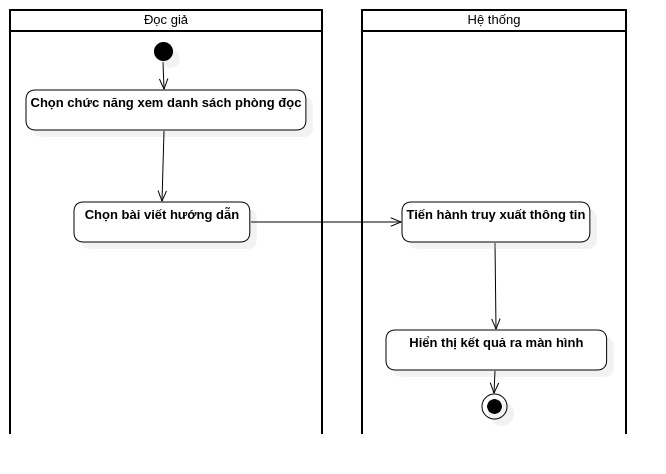 Đọc giả
Hệ thống
Chọn chức năng xem danh sách phòng đọc
Chọn bài viết hướng dẫn
Tiến hành truy xuất thông tin
Hiển thị kết quả ra màn hình